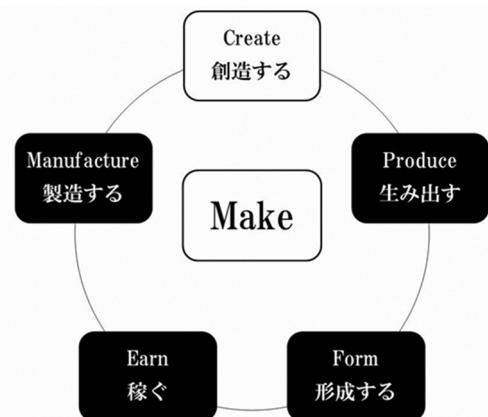 Create
創造する
Manufacture
製造する
Produce
生み出す
Make
Earn
稼ぐ
Form
形成する